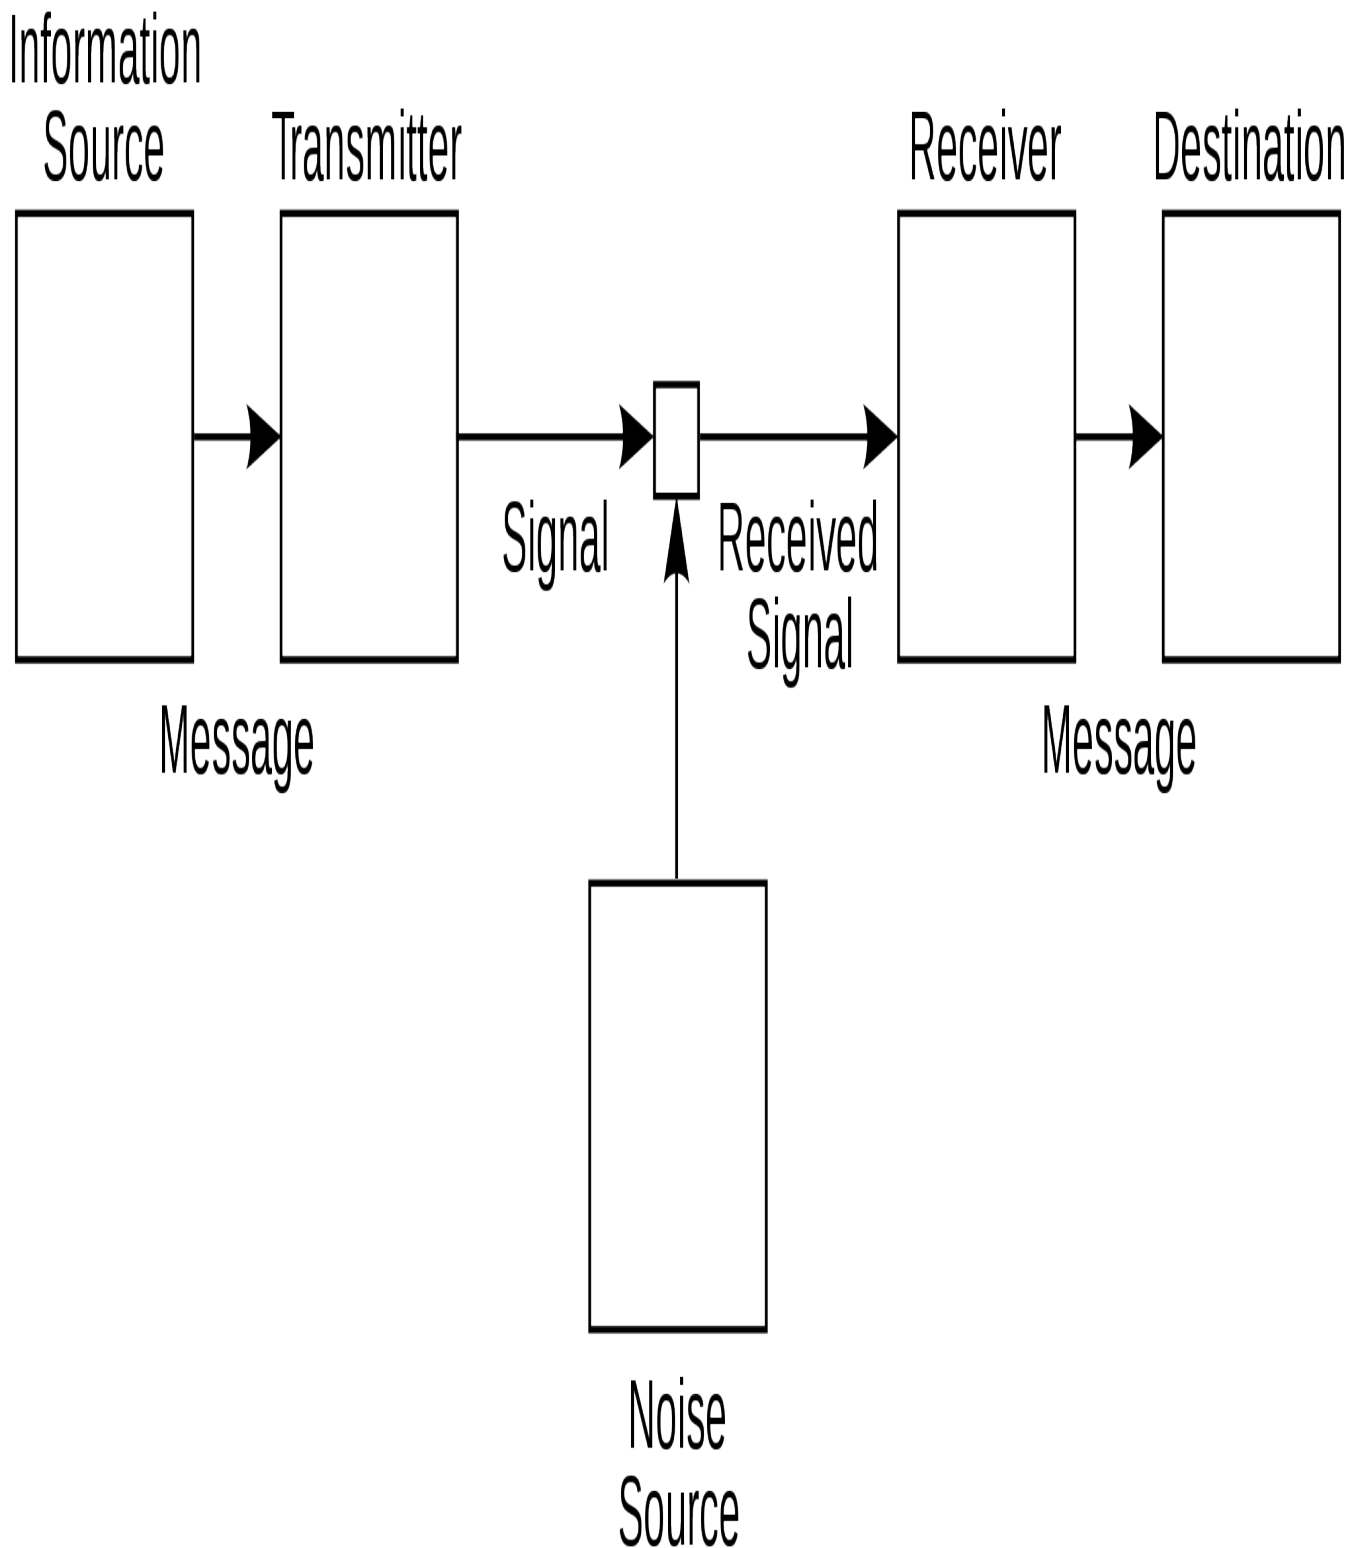 Information
Source
Transmitter
Receiver
Destination
Signal
Received
Signal
Message
Message
Noise
Source